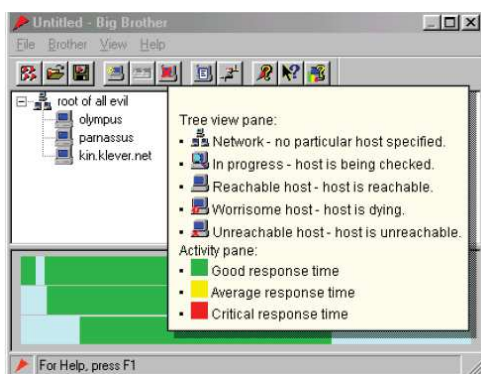 Untitled - Big Brother
File Brother View Help
root of all evil
olympus
parnassus
kin.klever.net
Tree view pane:
• Network - no particular host specified.
• In progress - host is being checked.
• Reachable host - host is reachable.
• Worrisome host - host is dying.
• Unreachable host - host is unreachable.
Activity pane:
• Good response time
• Average response time
• Critical response time
For Help, press F1